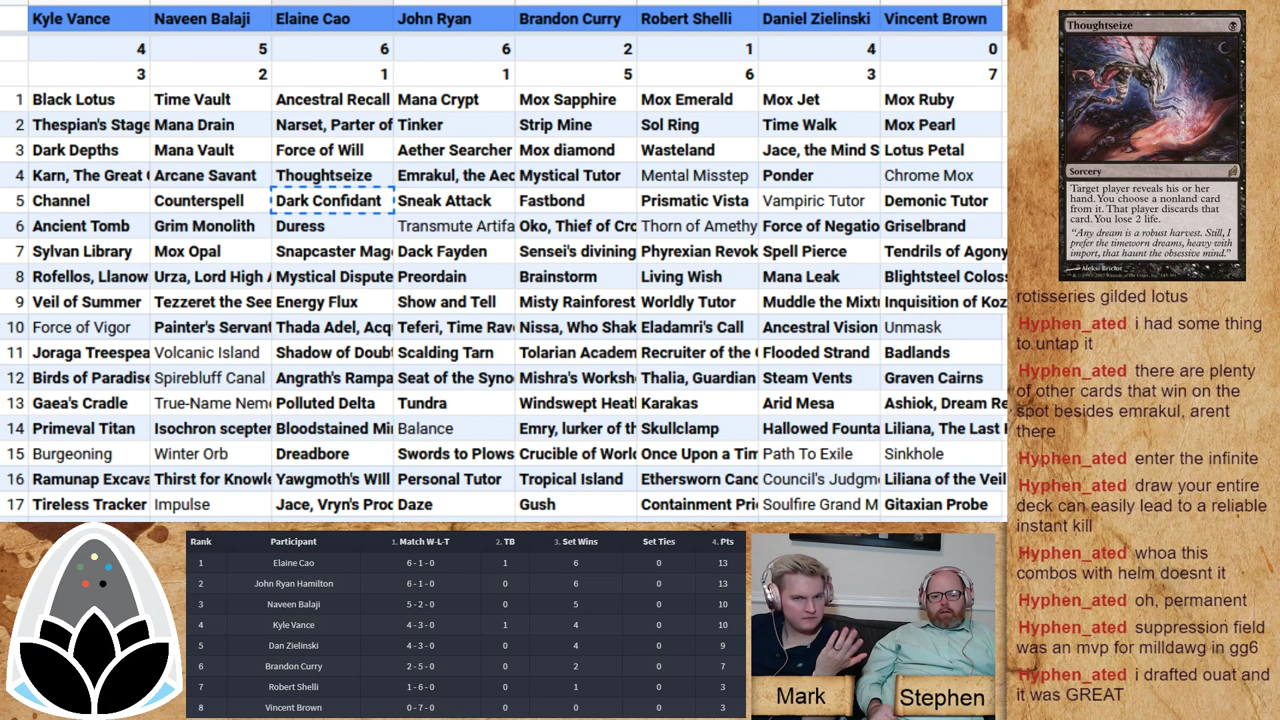 Kyle Vance Naveen Balaji Elaine Cao John Ryan Brandon Curry Robert Shelli Daniel Zielinski Vincent Brown
4 5 6 6 2 1 4 0
3 2 1 1 5 6 3 7
1 Black Lotus Time Vault Ancestral Recall Mana Crypt Mox Sapphire Mox Emerald Mox Jet Mox Ruby
2 Thespian's Stage Mana Drain Narset, Parter of Tinker Strip Mine Sol Ring Time Walk Mox Pearl
3 Dark Depths Mana Vault Force of Will Aether Searcher Mox diamond Wasteland Jace, the Mind S Lotus Petal
4 Karn, The Great Arcane Savant Thoughtseize Emrakul, the Aeo Mystical Tutor Mental Misstep Ponder Chrome Mox
5 Channel Counterspell Dark Confidant Sneak Attack Fastbond Prismatic Vista Vampiric Tutor Demonic Tutor
6 Ancient Tomb Grim Monolith Duress Transmute Artifa Oko, Thief of Cro Thorn of Amethy Force of Negatio Griselbrand
7 Sylvan Library Mox Opal Snapcaster Mag Dack Fayden Sensei's divining Phyrexian Revok Spell Pierce Tendrils of Agony
8 Rofellos, Llanow Urza, Lord High A Mystical Dispute Preordain Brainstorm Living Wish Mana Leak Blightsteel Colos
9 Veil of Summer Tezzeret the See Energy Flux Show and Tell Misty Rainforest Worldly Tutor Muddle the Mixtu Inquisition of Koz
10 Force of Vigor Painter's Servant Thada Adel, Acq Teferi, Time Rav Nissa, Who Shak Eladamri's Call Ancestral Vision Unmask
11 Joraga Treespea Volcanic Island Shadow of Doub Scalding Tarn Tolarian Academ Recruiter of the Flooded Strand Badlands
12 Birds of Paradise Spirebluff Canal Angrath's Rampa Seat of the Syno Mishra's Worksh Thalia, Guardian Steam Vents Graven Cairns
13 Gaea's Cradle True-Name Nem Polluted Delta Tundra Windswept Heat Karakas Arid Mesa Ashiok, Dream Re
14 Primeval Titan Isochron scepter Bloodstained Mi Balance Emry, lurker of th Skullclamp Hallowed Founta Liliana, The Last
15 Burgeoning Winter Orb Dreadbore Swords to Plows Crucible of World Once Upon a Tim Path To Exile Sinkhole
16 Ramunap Excava Thirst for Knowle Yawgmoth's WIll Personal Tutor Tropical Island Ethersworn Cano Council's Judgm Liliana of the Veil
17 Tireless Tracker Impulse Jace, Vryn's Prod Daze Gush Containment Pri Soulfire Grand M Gitaxian Probe
Thoughtseize
Sorcery
Target player reveals his or her
hand. You choose a nonland card
from it. That player discards that
card. You lose 2 life.
"Any dream is a robust harvest. Still, I
prefer the timeworn dreams, heavy with
import, that haunt the obsessive mind."
rotisseries gilded lotus
Hyphen_ated i had some thing
to untap it
Hyphen_ated there are plenty
of other cards that win on the
spot besides emrakul, arent
there
Hyphen_ated enter the infinite
Hyphen_ated draw your entire
deck can easily lead to a reliable
instant kill
Hyphen_ated whoa this
combos with helm doesnt it
Hyphen_ated oh, permanent
Hyphen_ated suppression field
was an mvp for milldawg in gg6
Hyphen_ated i drafted ouat and
it was GREAT
Rank Participant 1. Match W-L-T 2. TB 3. Set Wins Set Ties 4. Pts
1 Elaine Cao 6 - 1 - 0 1 6 0 13
2 John Ryan Hamilton 6 - 1 - 0 0 6 0 13
3 Naveen Balaji 5 - 2 - 0 0 5 0 10
4 Kyle Vance 4 - 3 - 0 1 4 0 10
5 Dan Zielinski 4 - 3 - 0 0 4 0 9
6 Brandon Curry 2 - 5 - 0 0 2 0 7
7 Robert Shelli 1 - 6 - 0 0 1 0 3
8 Vincent Brown 0 - 7 - 0 0 0 0 3
Mark
Stephen